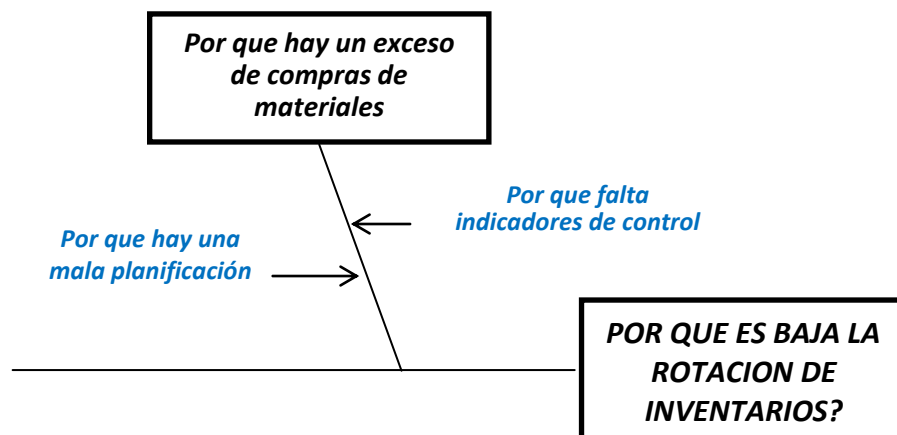 Por que hay un exceso
de compras de
materiales
Por que falta
indicadores de control
Por que hay una
mala planificación
POR QUE ES BAJA LA
ROTACION DE
INVENTARIOS?